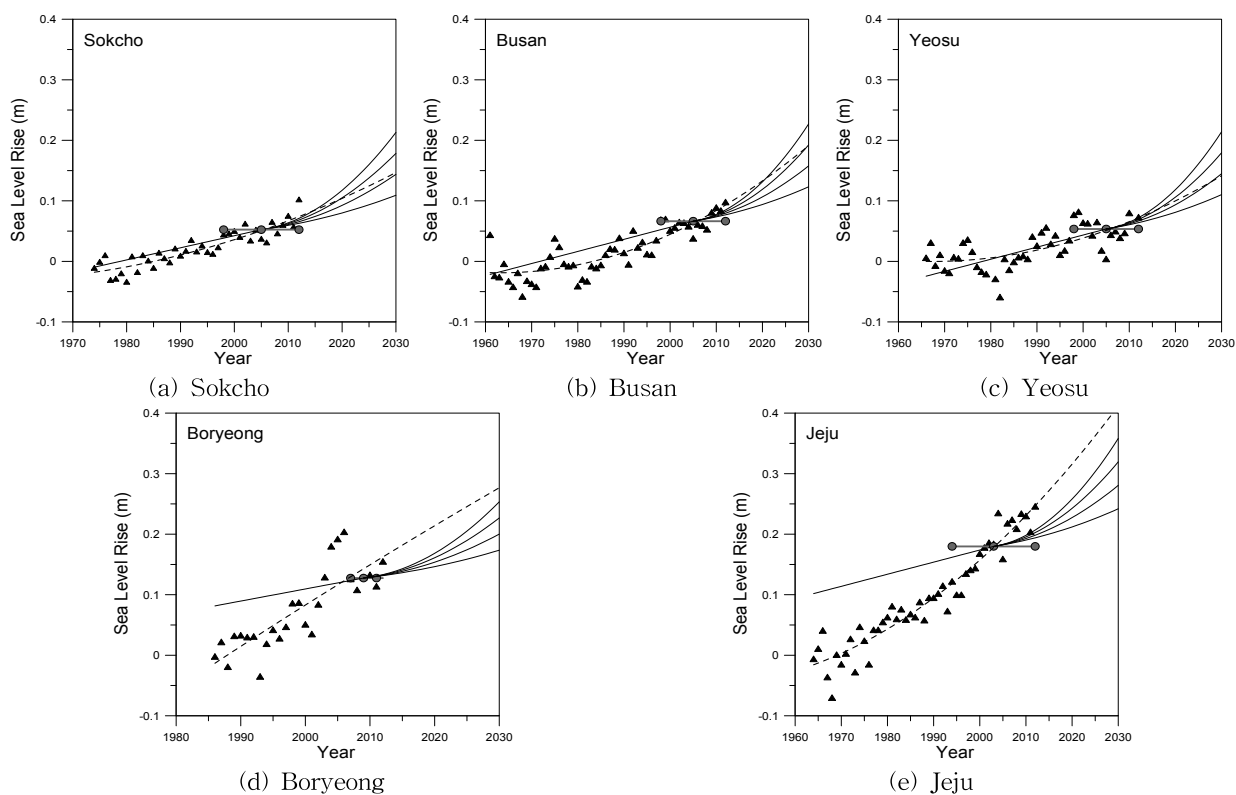 Sokcho
Sea Level Rise (m)
0.4
0.3
0.2
0.1
0
-0.1
1970 1980 1990 2000 2010 2020 2030
Year
(a) Sokcho
Busan
Sea Level Rise (m)
0.4
0.3
0.2
0.1
0
-0.1
1960 1970 1980 1990 2000 2010 2020 2030
Year
(b) Busan
Yeosu
Sea Level Rise (m)
0.4
0.3
0.2
0.1
0
-0.1
1960 1970 1980 1990 2000 2010 2020 2030
Year
(c) Yeosu
Boryeong
Sea Level Rise (m)
0.4
0.3
0.2
0.1
0
-0.1
1980 1990 2000 2010 2020 2030
Year
(d) Boryeong
Jeju
Sea Level Rise (m)
0.4
0.3
0.2
0.1
0
-0.1
1960 1970 1980 1990 2000 2010 2020 2030
Year
(e) Jeju